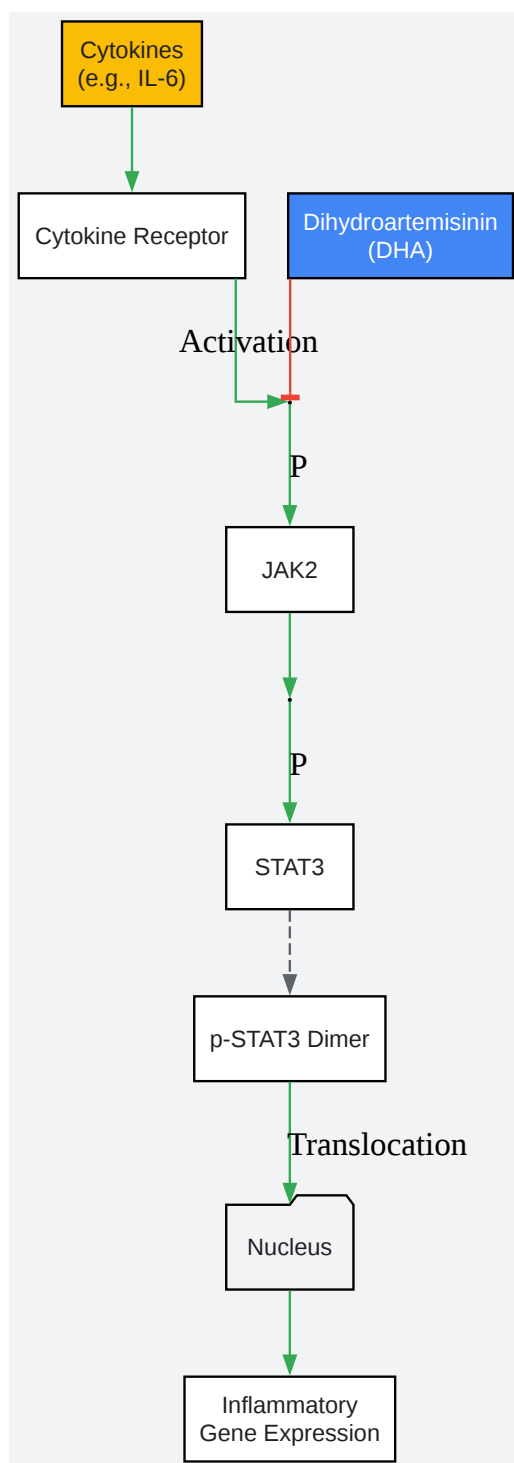 Cytokines
(e.g., IL-6)
Cytokine Receptor
Dihydroartemisinin
(DHA)
Activation
P
JAK2
P
STAT3
p-STAT3 Dimer
Translocation
Nucleus
Inflammatory
Gene Expression